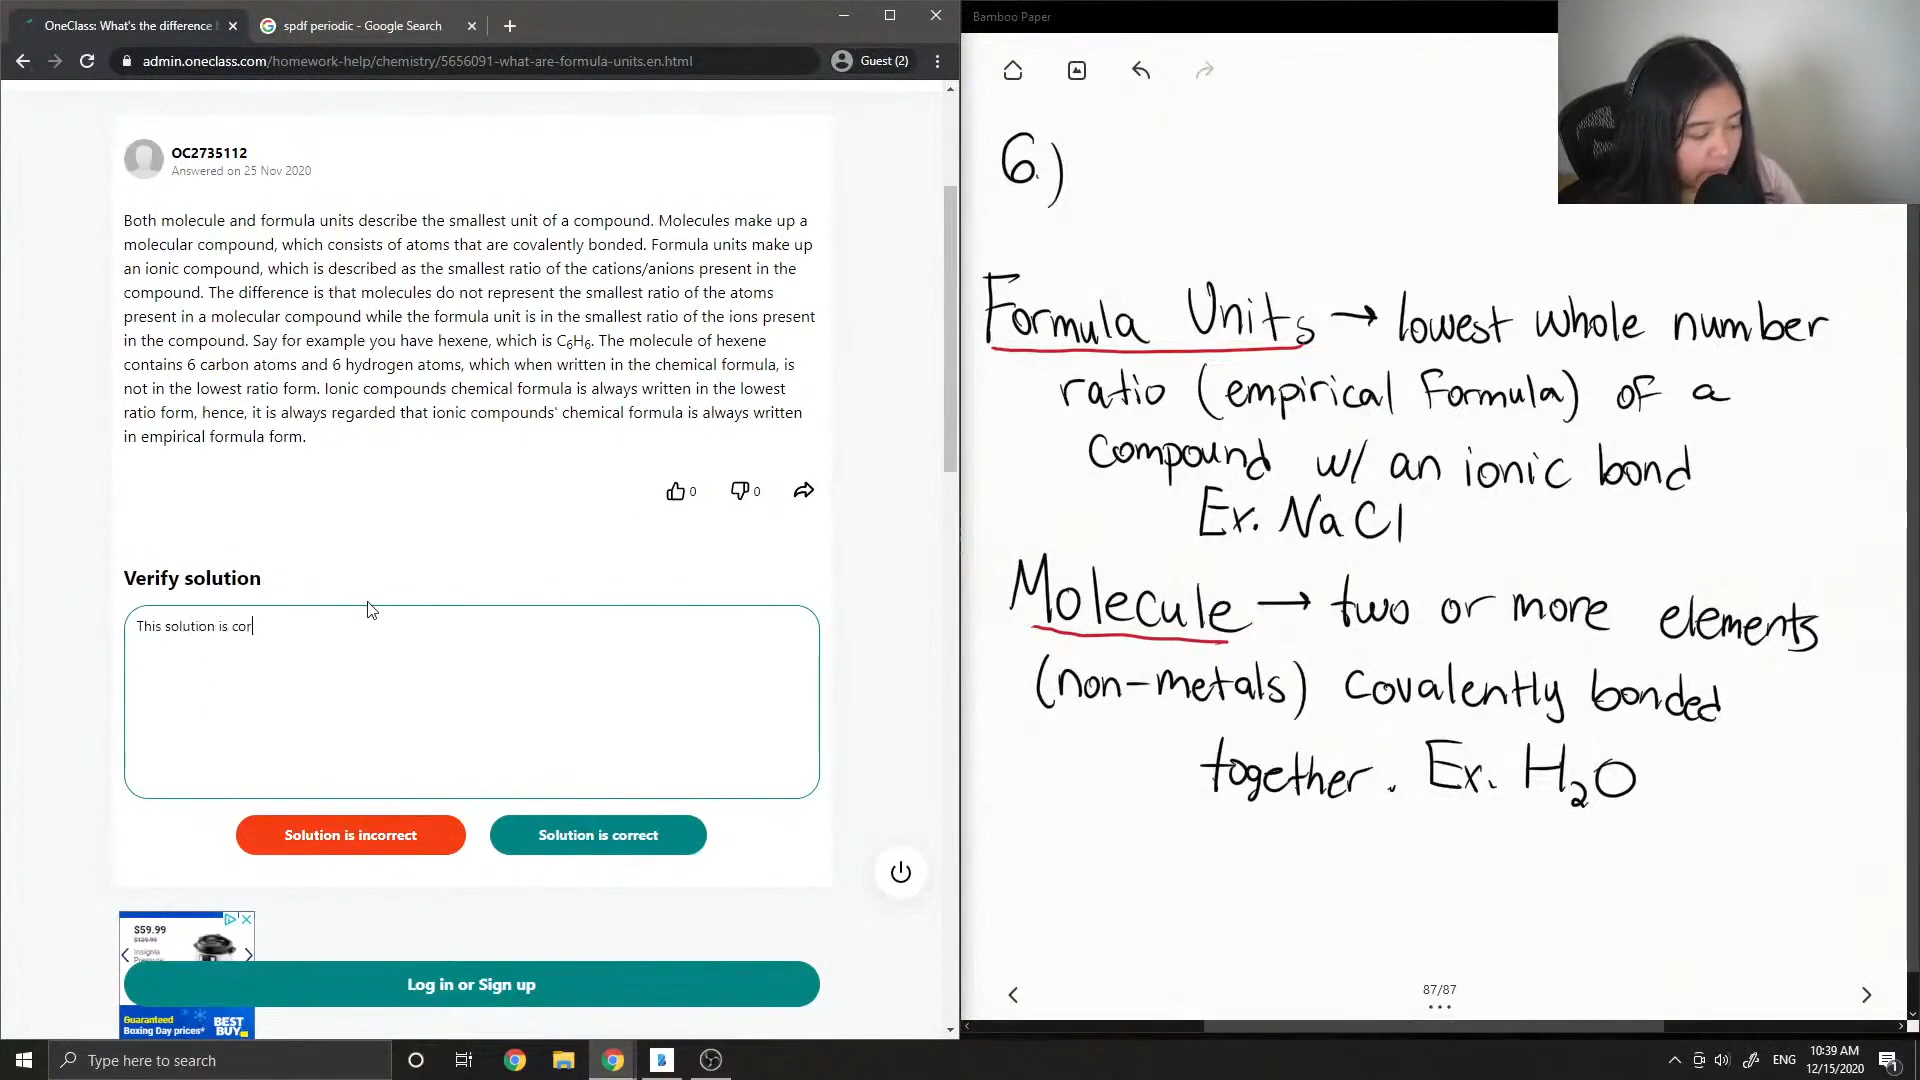 OneClass: What's the difference
spdf periodic - Google Search
admin.oneclass.com/homework-help/chemistry/5656091-what-are-formula-units.en.html
Guest (2)
OC2735112
Answered on 25 Nov 2020
Both molecule and formula units describe the smallest unit of a compound. Molecules make up a
molecular compound, which consists of atoms that are covalently bonded. Formula units make up
an ionic compound, which is described as the smallest ratio of the cations/anions present in the
compound. The difference is that molecules do not represent the smallest ratio of the atoms
present in a molecular compound while the formula unit is in the smallest ratio of the ions present
in the compound. Say for example you have hexene, which is C₆H₆. The molecule of hexene
contains 6 carbon atoms and 6 hydrogen atoms, which when written in the chemical formula, is
not in the lowest ratio form. Ionic compounds chemical formula is always written in the lowest
ratio form, hence, it is always regarded that ionic compounds' chemical formula is always written
in empirical formula form.
0
0
Verify solution
This solution is cor
Solution is incorrect
Solution is correct
$59.99
$129.99
Insignia
Pressure
Log in or Sign up
Guaranteed
Boxing Day prices*
BEST
BUY
Bamboo Paper
6.)
Formula Units → lowest whole number
ratio (empirical Formula) of a
compound w/ an ionic bond
Ex. NaCl
Molecule → two or more elements
(non-metals) covalently bonded
together. Ex. H₂O
87/87
Type here to search
ENG
10:39 AM
12/15/2020
1